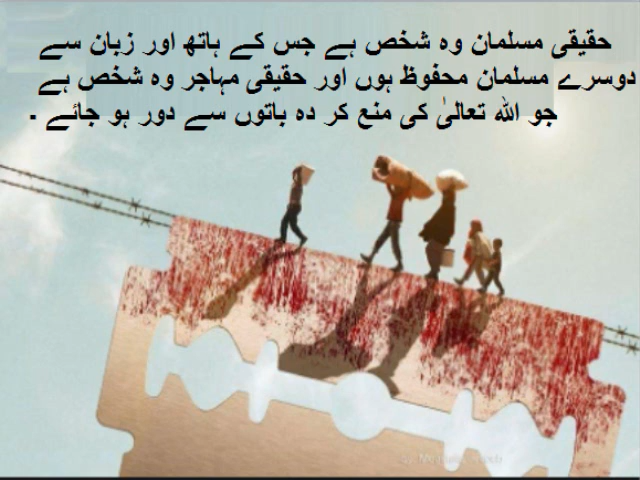 حقیقی مسلمان وہ شخص ہے جس کے ہاتھ اور زبان سے
دوسرے مسلمان محفوظ ہوں اور حقیقی مہاجر وہ شخص ہے
جو اللہ تعالیٰ کی منع کر دہ باتوں سے دور ہو جائے ۔